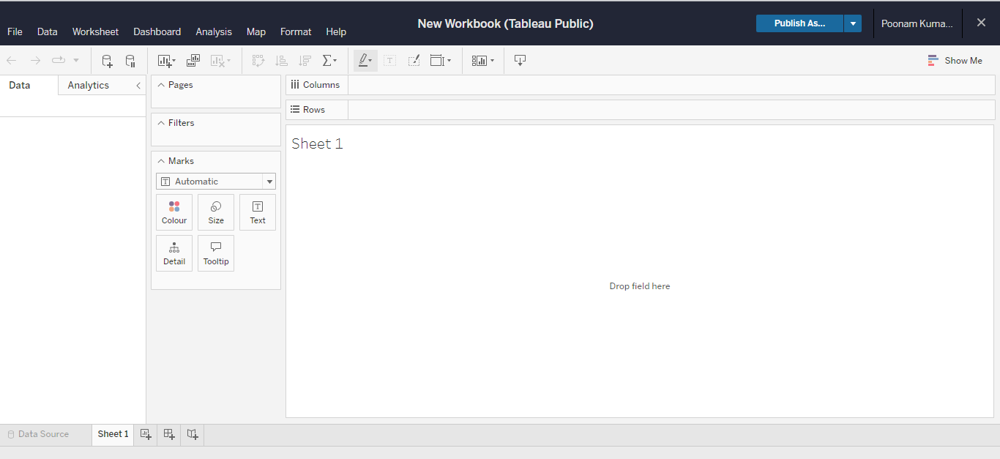 New Workbook (Tableau Public)
Publish As...
Poonam Kuma...
File Data Worksheet Dashboard Analysis Map Format Help
Show Me
Data Analytics
Pages
Columns
Rows
Filters
Sheet 1
Marks
Automatic
Colour Size Text
Detail Tooltip
Drop field here
Data Source Sheet 1